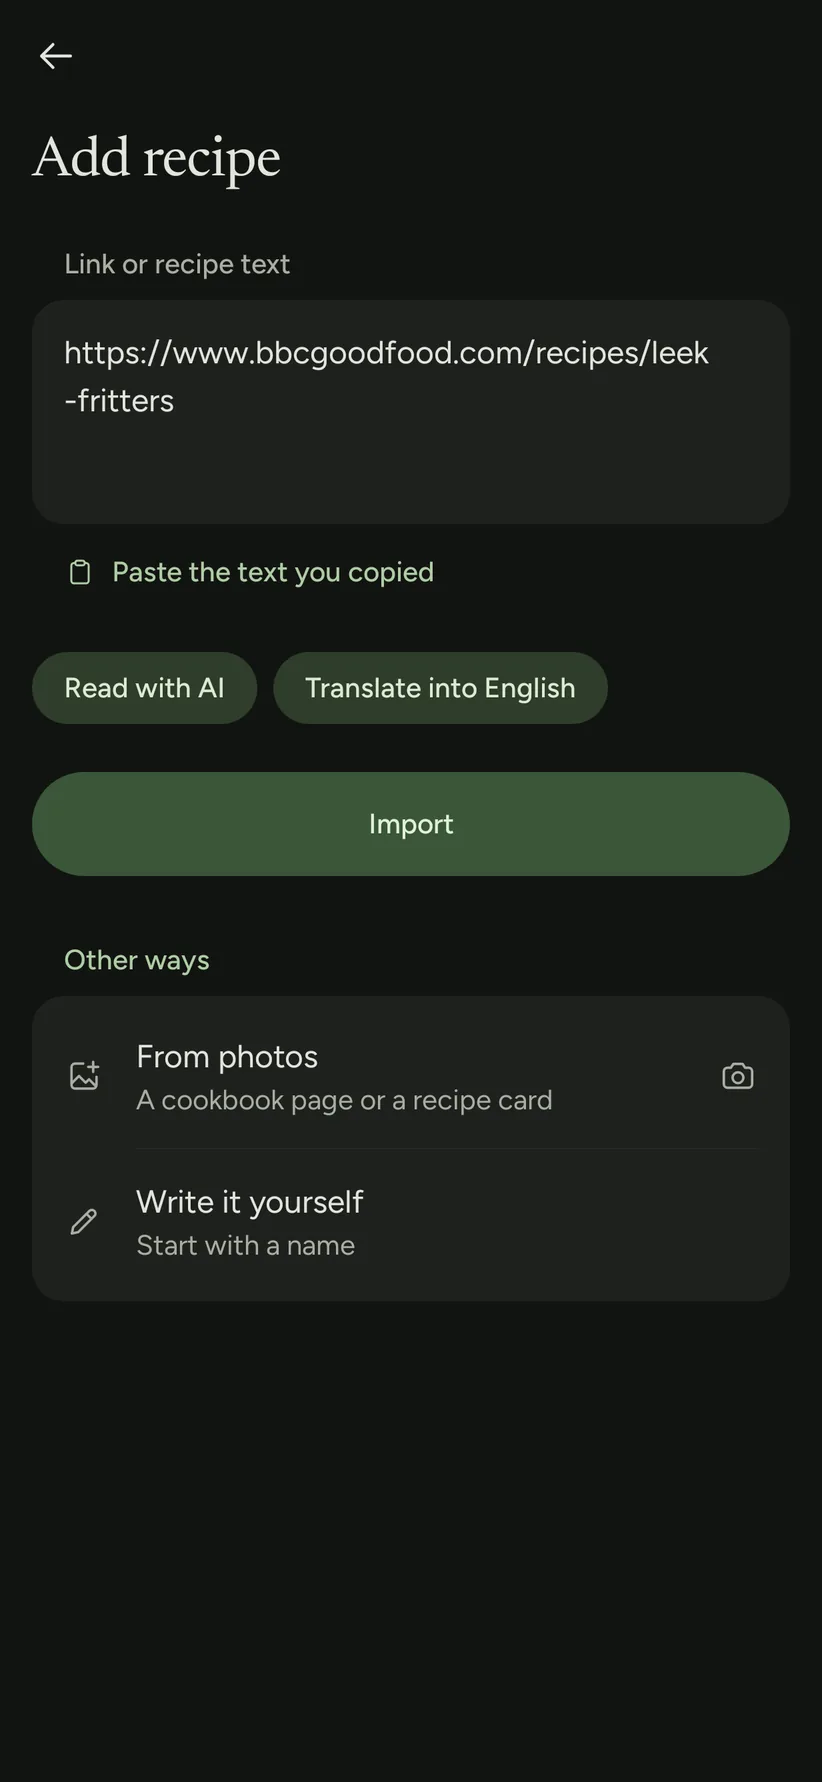 Add recipe
Link or recipe text
https://www.bbcgoodfood.com/recipes/leek
-fritters
Paste the text you copied
Read with AI
Translate into English
Import
Other ways
From photos
A cookbook page or a recipe card
Write it yourself
Start with a name